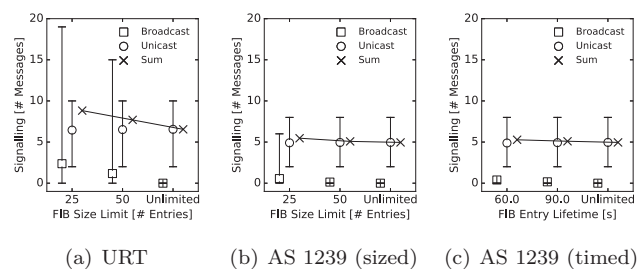 20
15
10
5
0
Signalling [# Messages]
Broadcast
Unicast
Sum
25
50
Unlimited
FIB Size Limit [# Entries]
(a) URT
20
15
10
5
0
Signalling [# Messages]
Broadcast
Unicast
Sum
25
50
Unlimited
FIB Size Limit [# Entries]
(b) AS 1239 (sized)
20
15
10
5
0
Signalling [# Messages]
Broadcast
Unicast
Sum
60.0
90.0
Unlimited
FIB Entry Lifetime [s]
(c) AS 1239 (timed)